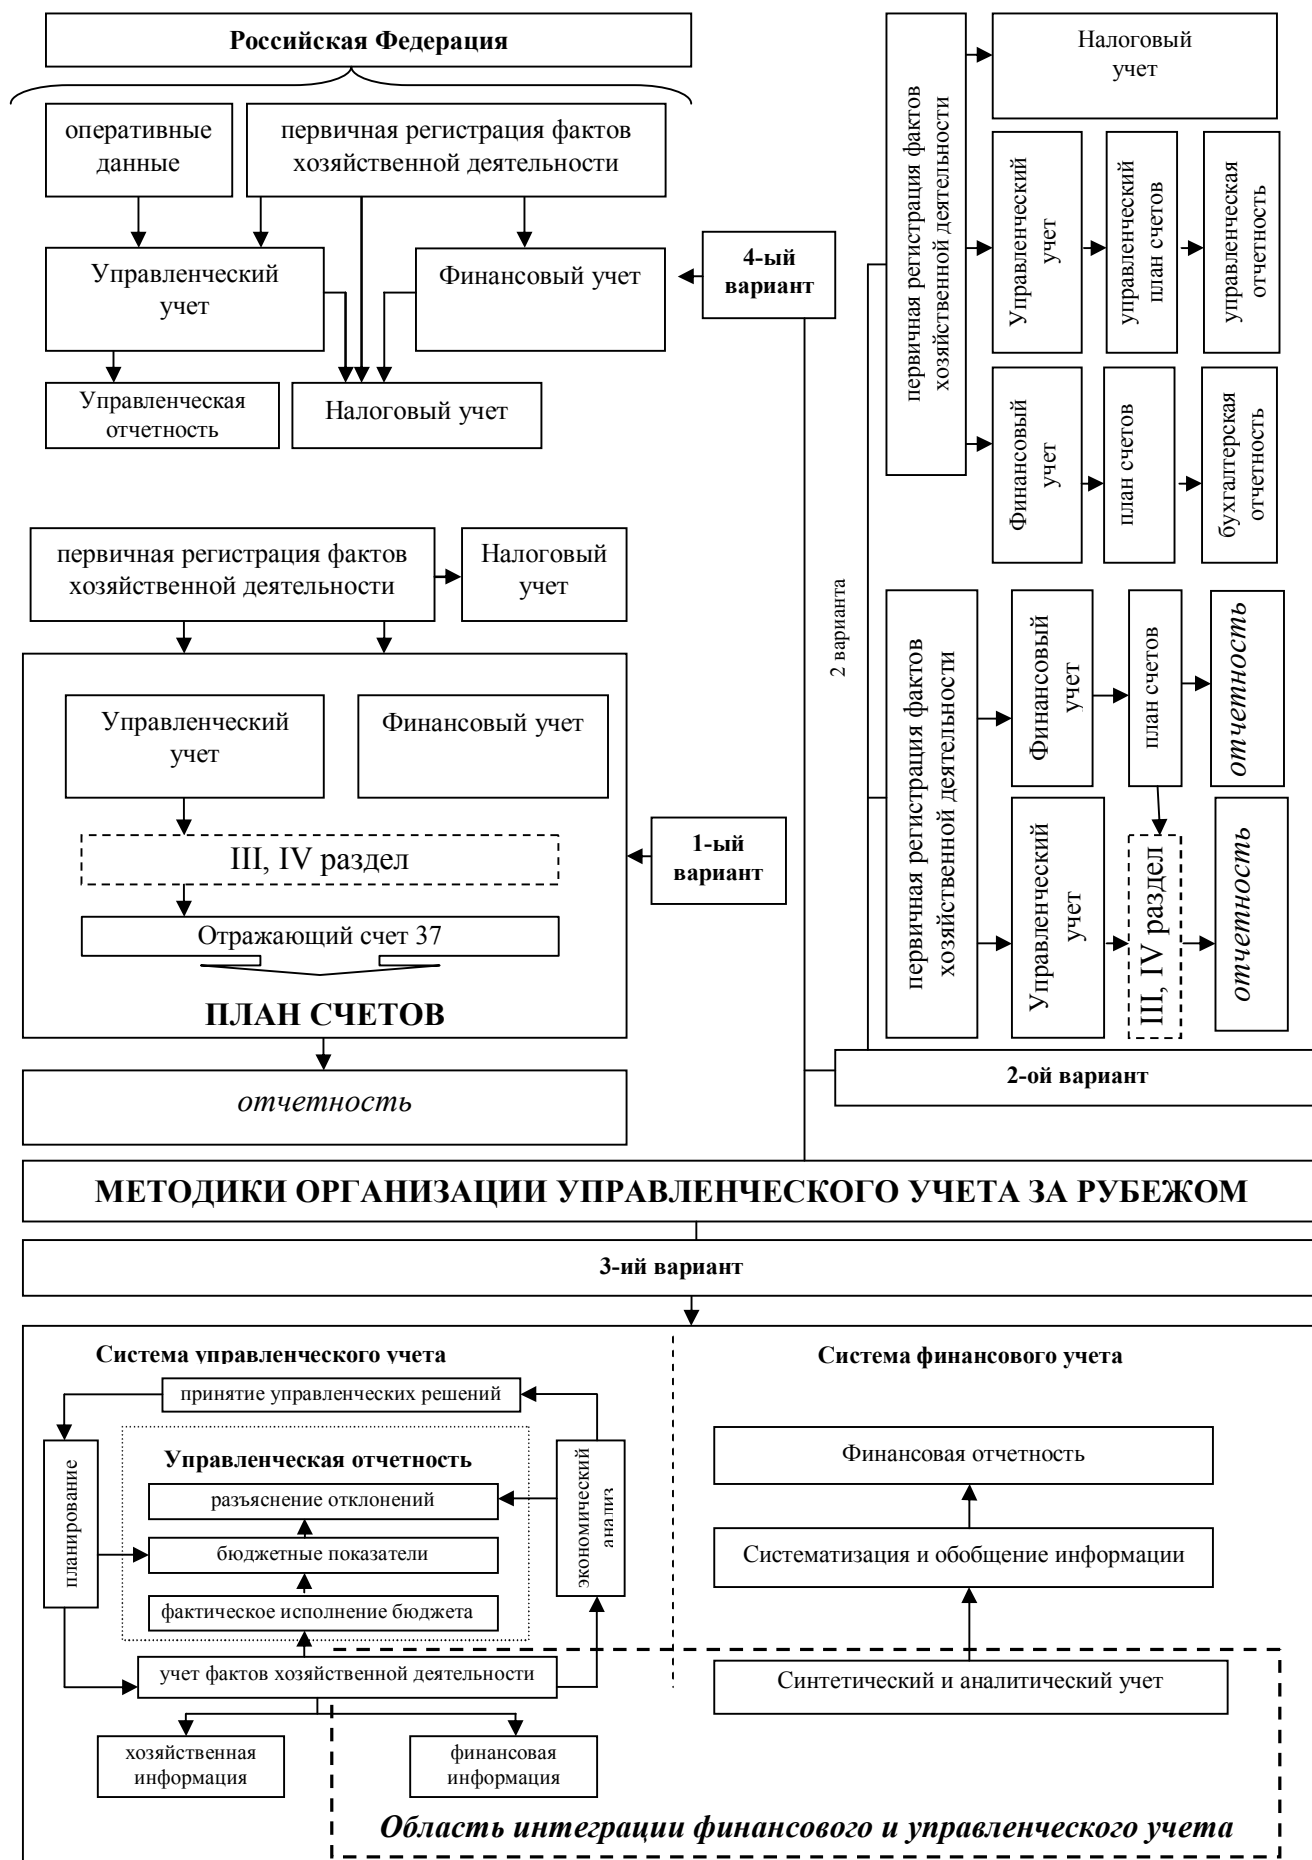 Российская Федерация
оперативные
данные
первичная регистрация фактов
хозяйственной деятельности
Управленческий
учет
Финансовый учет
4-ый
вариант
Управленческая
отчетность
Налоговый учет
первичная регистрация фактов
хозяйственной деятельности
Налоговый
учет
Управленческий
учет
Финансовый учет
III, IV раздел
Отражающий счет 37
ПЛАН СЧЕТОВ
1-ый
вариант
отчетность
2 варианта
первичная регистрация фактов
хозяйственной деятельности
Налоговый
учет
Управленческий
учет
управленческий
план счетов
управленческая
отчетность
Финансовый
учет
план счетов
бухгалтерская
отчетность
первичная регистрация фактов
хозяйственной деятельности
Финансовый
учет
план счетов
отчетность
Управленческий
учет
III, IV раздел
отчетность
2-ой вариант
МЕТОДИКИ ОРГАНИЗАЦИИ УПРАВЛЕНЧЕСКОГО УЧЕТА ЗА РУБЕЖОМ
3-ий вариант
Система управленческого учета
принятие управленческих решений
планирование
Управленческая отчетность
разъяснение отклонений
бюджетные показатели
фактическое исполнение бюджета
экономический
анализ
учет фактов хозяйственной деятельности
хозяйственная
информация
финансовая
информация
Система финансового учета
Финансовая отчетность
Систематизация и обобщение информации
Синтетический и аналитический учет
Область интеграции финансового и управленческого учета